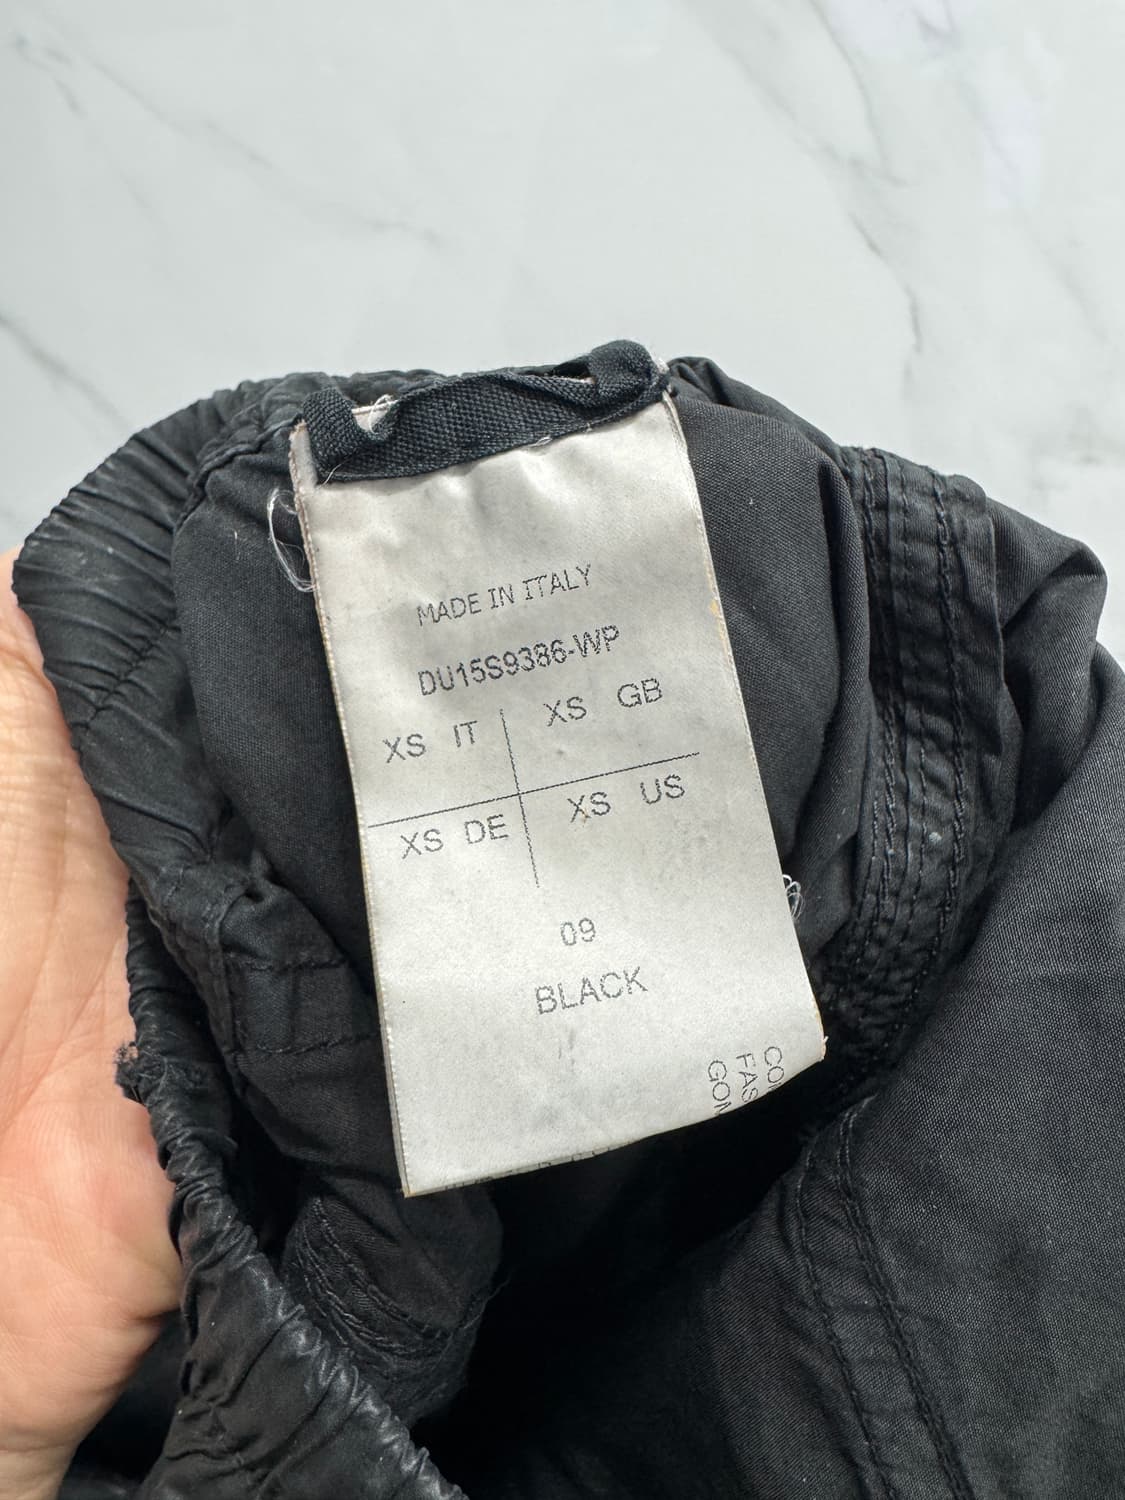 MADE IN ITALY
DU15S9386-WP
XS IT
XS GB
XS DE
XS US
09
BLACK